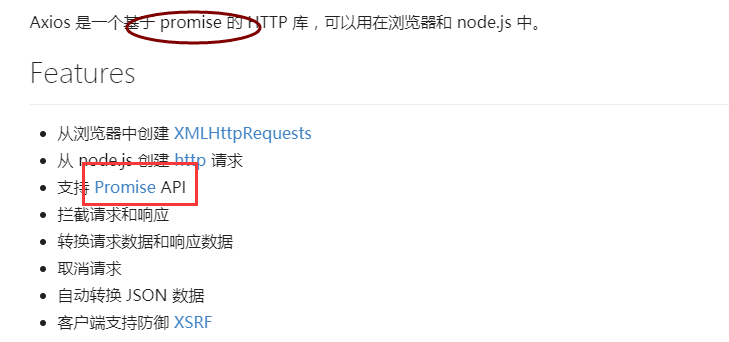 Axios 是一个基于 promise 的 HTTP 库，可以用在浏览器和 node.js 中。
Features
从浏览器中创建 XMLHttpRequests
从 node.js 创建 http 请求
支持 Promise API
拦截请求和响应
转换请求数据和响应数据
取消请求
自动转换 JSON 数据
客户端支持防御 XSRF